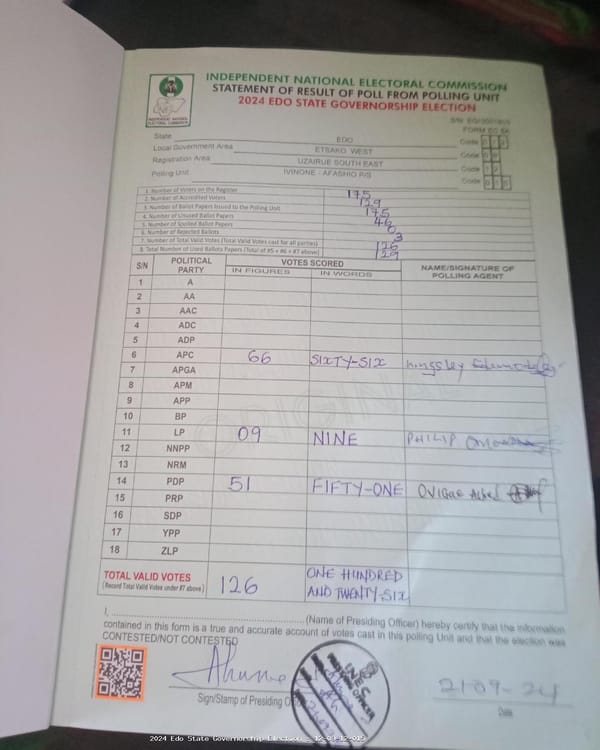 INDEPENDENT NATIONAL ELECTORAL COMMISSION
STATEMENT OF RESULT OF POLL FROM POLLING UNIT
2024 EDO STATE GOVERNORSHIP ELECTION
INDEPENDENT NATIONAL
ELECTORAL COMMISSION
FORM EC 8A
State EDO Code
Local Government Area ETSAKO WEST Code
Registration Area UZAIRUE SOUTH EAST Code
Polling Unit IVINONE - AFASHIO R/S Code
1. Number of Voters on the Register 175
2. Number of Accredited Voters 129
3. Number of Ballot Papers Issued to the Polling Unit 175
4. Number of Unused Ballot Papers 46
5. Number of Spoiled Ballot Papers 0
6. Number of Rejected Ballots 3
7. Number of Total Valid Votes (Total Valid Votes cast for all parties) 126
8. Total Number of Used Ballots Papers (Total of #5 + #6 + #7 above) 129
S/N POLITICAL PARTY VOTES SCORED NAME/SIGNATURE OF POLLING AGENT
IN FIGURES IN WORDS
1 A
2 AA
3 AAC
4 ADC
5 ADP
6 APC 66 SIXTY-SIX Kingsley
7 APGA
8 APM
9 APP
10 BP
11 LP 09 NINE PHILIP
12 NNPP
13 NRM
14 PDP 51 FIFTY-ONE
15 PRP
16 SDP
17 YPP
18 ZLP
TOTAL VALID VOTES 126 ONE HUNDRED
(Record Total Valid Votes under #7 above) AND TWENTY-SIX
I, (Name of Presiding Officer) hereby certify that the information
contained in this form is a true and accurate account of votes cast in this polling Unit and that the election was
CONTESTED/NOT CONTESTED
Sign/Stamp of Presiding
INEC
OFFICER
21-09-24
Date
2024 Edo State Governorship Election - 12-03-12-015